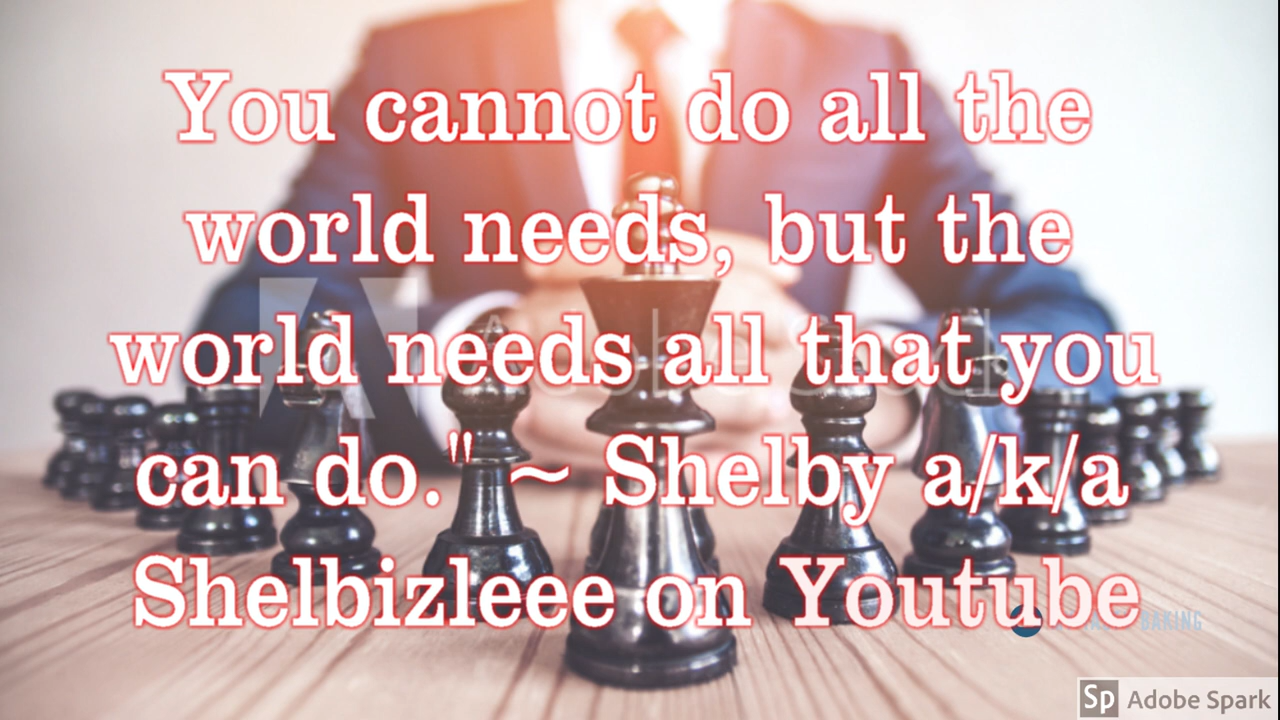 You cannot do all the
world needs, but the
world needs all that you
can do." ~ Shelby a/k/a
Shelbizleee on Youtube
BAKING
Sp Adobe Spark